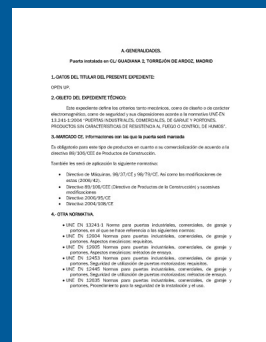 A.-GENERALIDADES.
Puerta instalada en CL/ GUADIANA 2, TORREJÓN DE ARDOZ, MADRID
1.-DATOS DEL TITULAR DEL PRESENTE EXPEDIENTE:
OPEN UP.
2.-OBJETO DEL EXPEDIENTE TÉCNICO:
Este expediente define los criterios tanto mecánicos, como de diseño o de carácter
electromagnético, como de seguridad y sus disposiciones acorde a la normativa UNE-EN
13.241-1:2004 "PUERTAS INDUSTRIALES, COMERCIALES, DE GARAJE Y PORTONES.
PRODUCTOS SIN CARACTERÍSTICAS DE RESISTENCIA AL FUEGO O CONTROL DE HUMOS".
3.-MARCADO CE. Informaciones con las que la puerta será marcada
Es obligatorio para este tipo de productos en cuanto a su comercialización de acuerdo a la
directiva 89/106/CEE de Productos de Construcción.
También les será de aplicación la siguiente normativa:
• Directiva de Máquinas, 98/37/CE y 98/79/CE. Así como las modificaciones de
estas (2006/42).
• Directiva 89/106/CEE (Directiva de Productos de la Construcción) y sucesivas
modificaciones
• Directiva 2006/95/CE
• Directiva 2004/108/CE
4.- OTRA NORMATIVA.
• UNE EN 13241-1 Norma para puertas industriales, comerciales, de garaje y
portones, en el que se hace referencia a las siguientes normas:
• UNE EN 12604 Normas para puertas industriales, comerciales, de garaje y
portones. Aspectos mecánicos: requisitos.
• UNE EN 12605 Normas para puertas industriales, comerciales, de garaje y
portones. Aspectos mecánicos: métodos de ensayo.
• UNE EN 12453 Normas para puertas industriales, comerciales, de garaje y
portones. Seguridad de utilización de puertas motorizadas: requisitos.
• UNE EN 12445 Normas para puertas industriales, comerciales, de garaje y
portones. Seguridad de utilización de puertas motorizadas: métodos de ensayo.
• UNE EN 12635 Normas para puertas industriales, comerciales, de garaje y
portones. Procedimiento para la seguridad de la instalación y el uso.